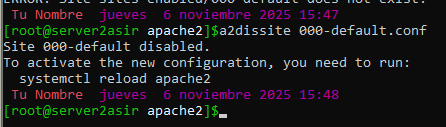 ERROR: Site sites enabled/000 default does not exist.
Tu Nombre jueves 6 noviembre 2025 15:47
[root@server2asir apache2]$a2dissite 000-default.conf
Site 000-default disabled.
To activate the new configuration, you need to run:
systemctl reload apache2
Tu Nombre jueves 6 noviembre 2025 15:48
[root@server2asir apache2]$